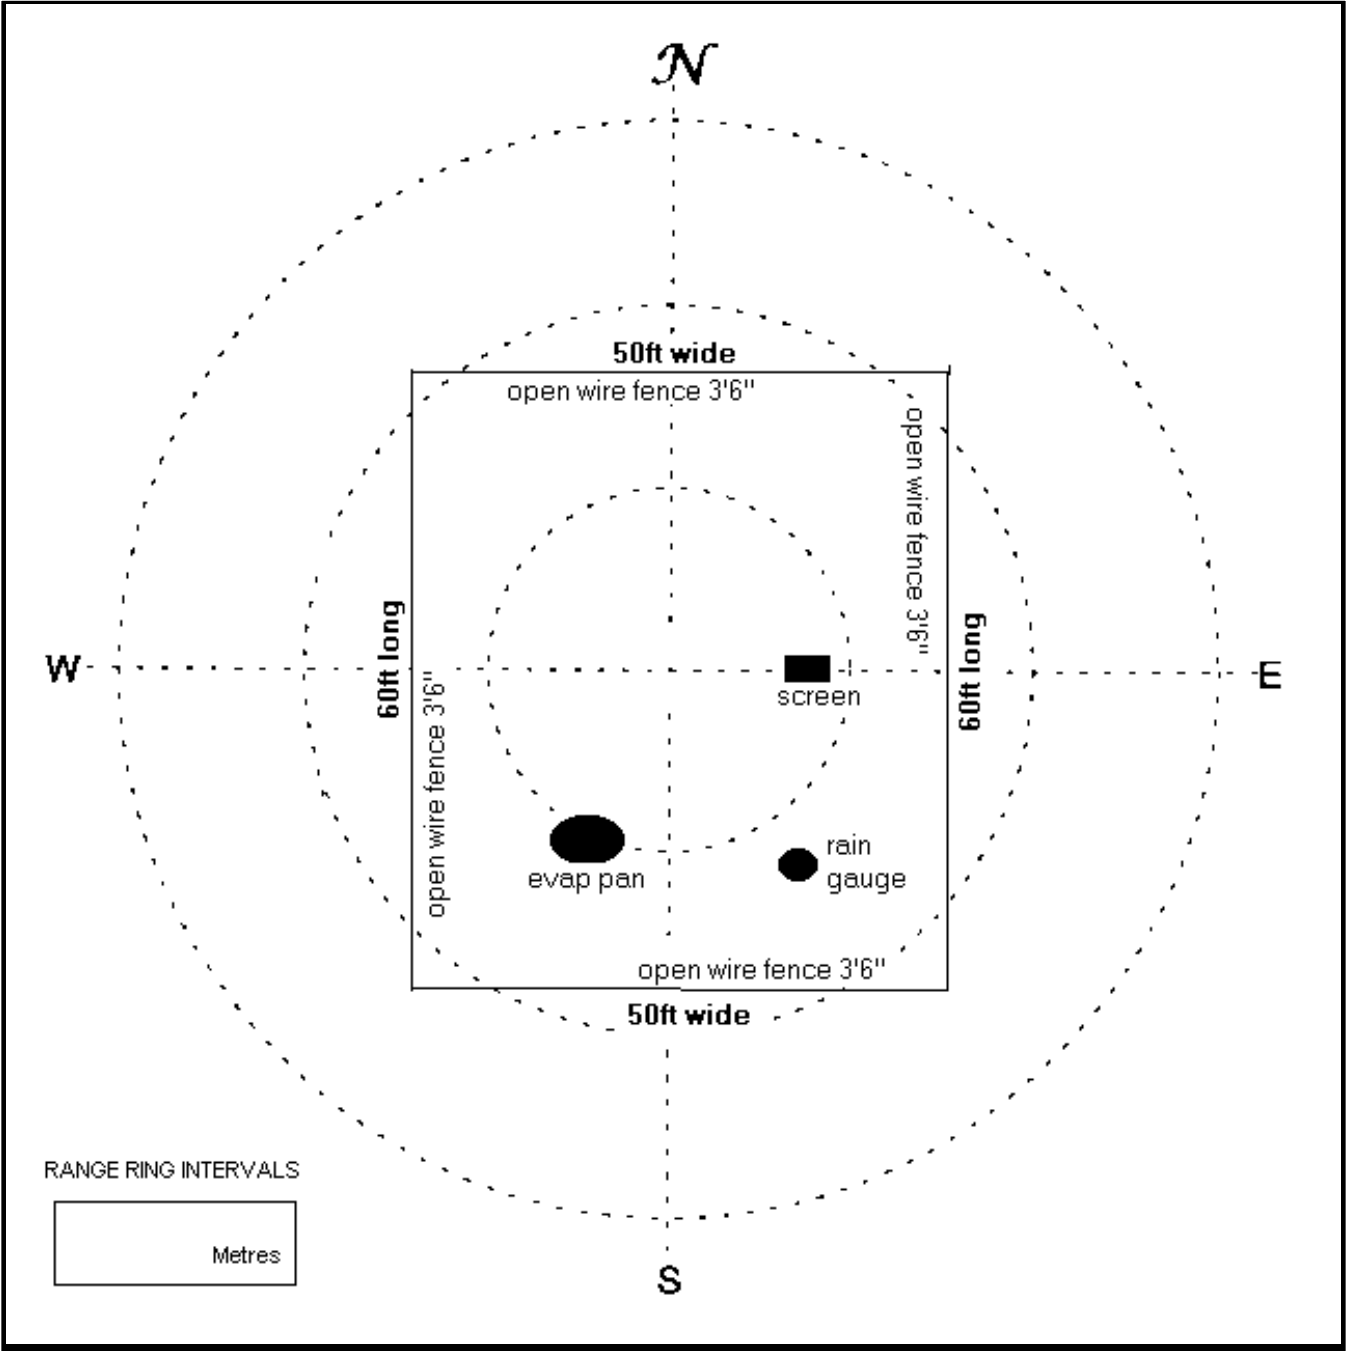 N
50ft wide
open wire fence 3'6"
open wire fence 3'6"
60ft long
W
60ft long
E
screen
open wire fence 3'6"
rain
gauge
evap pan
open wire fence 3'6"
50ft wide
RANGE RING INTERVALS
Metres
S